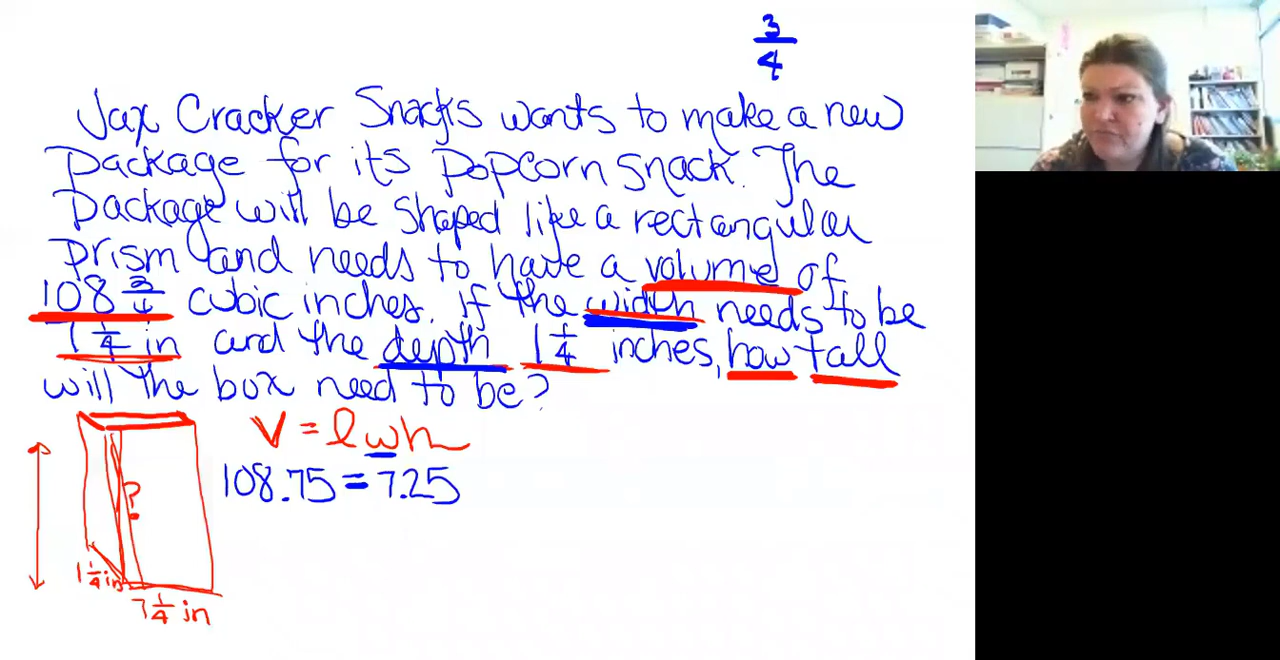 3/4
Jax Cracker Snacks wants to make a new
package for its popcorn snack. The
package will be shaped like a rectangular
prism and needs to have a volume of
108 3/4 cubic inches. If the width needs to be
7 1/4 in and the depth 1 1/4 inches, how tall
will the box need to be?
V = lwh
108.75 = 7.25
?
1 1/4 in
7 1/4 in